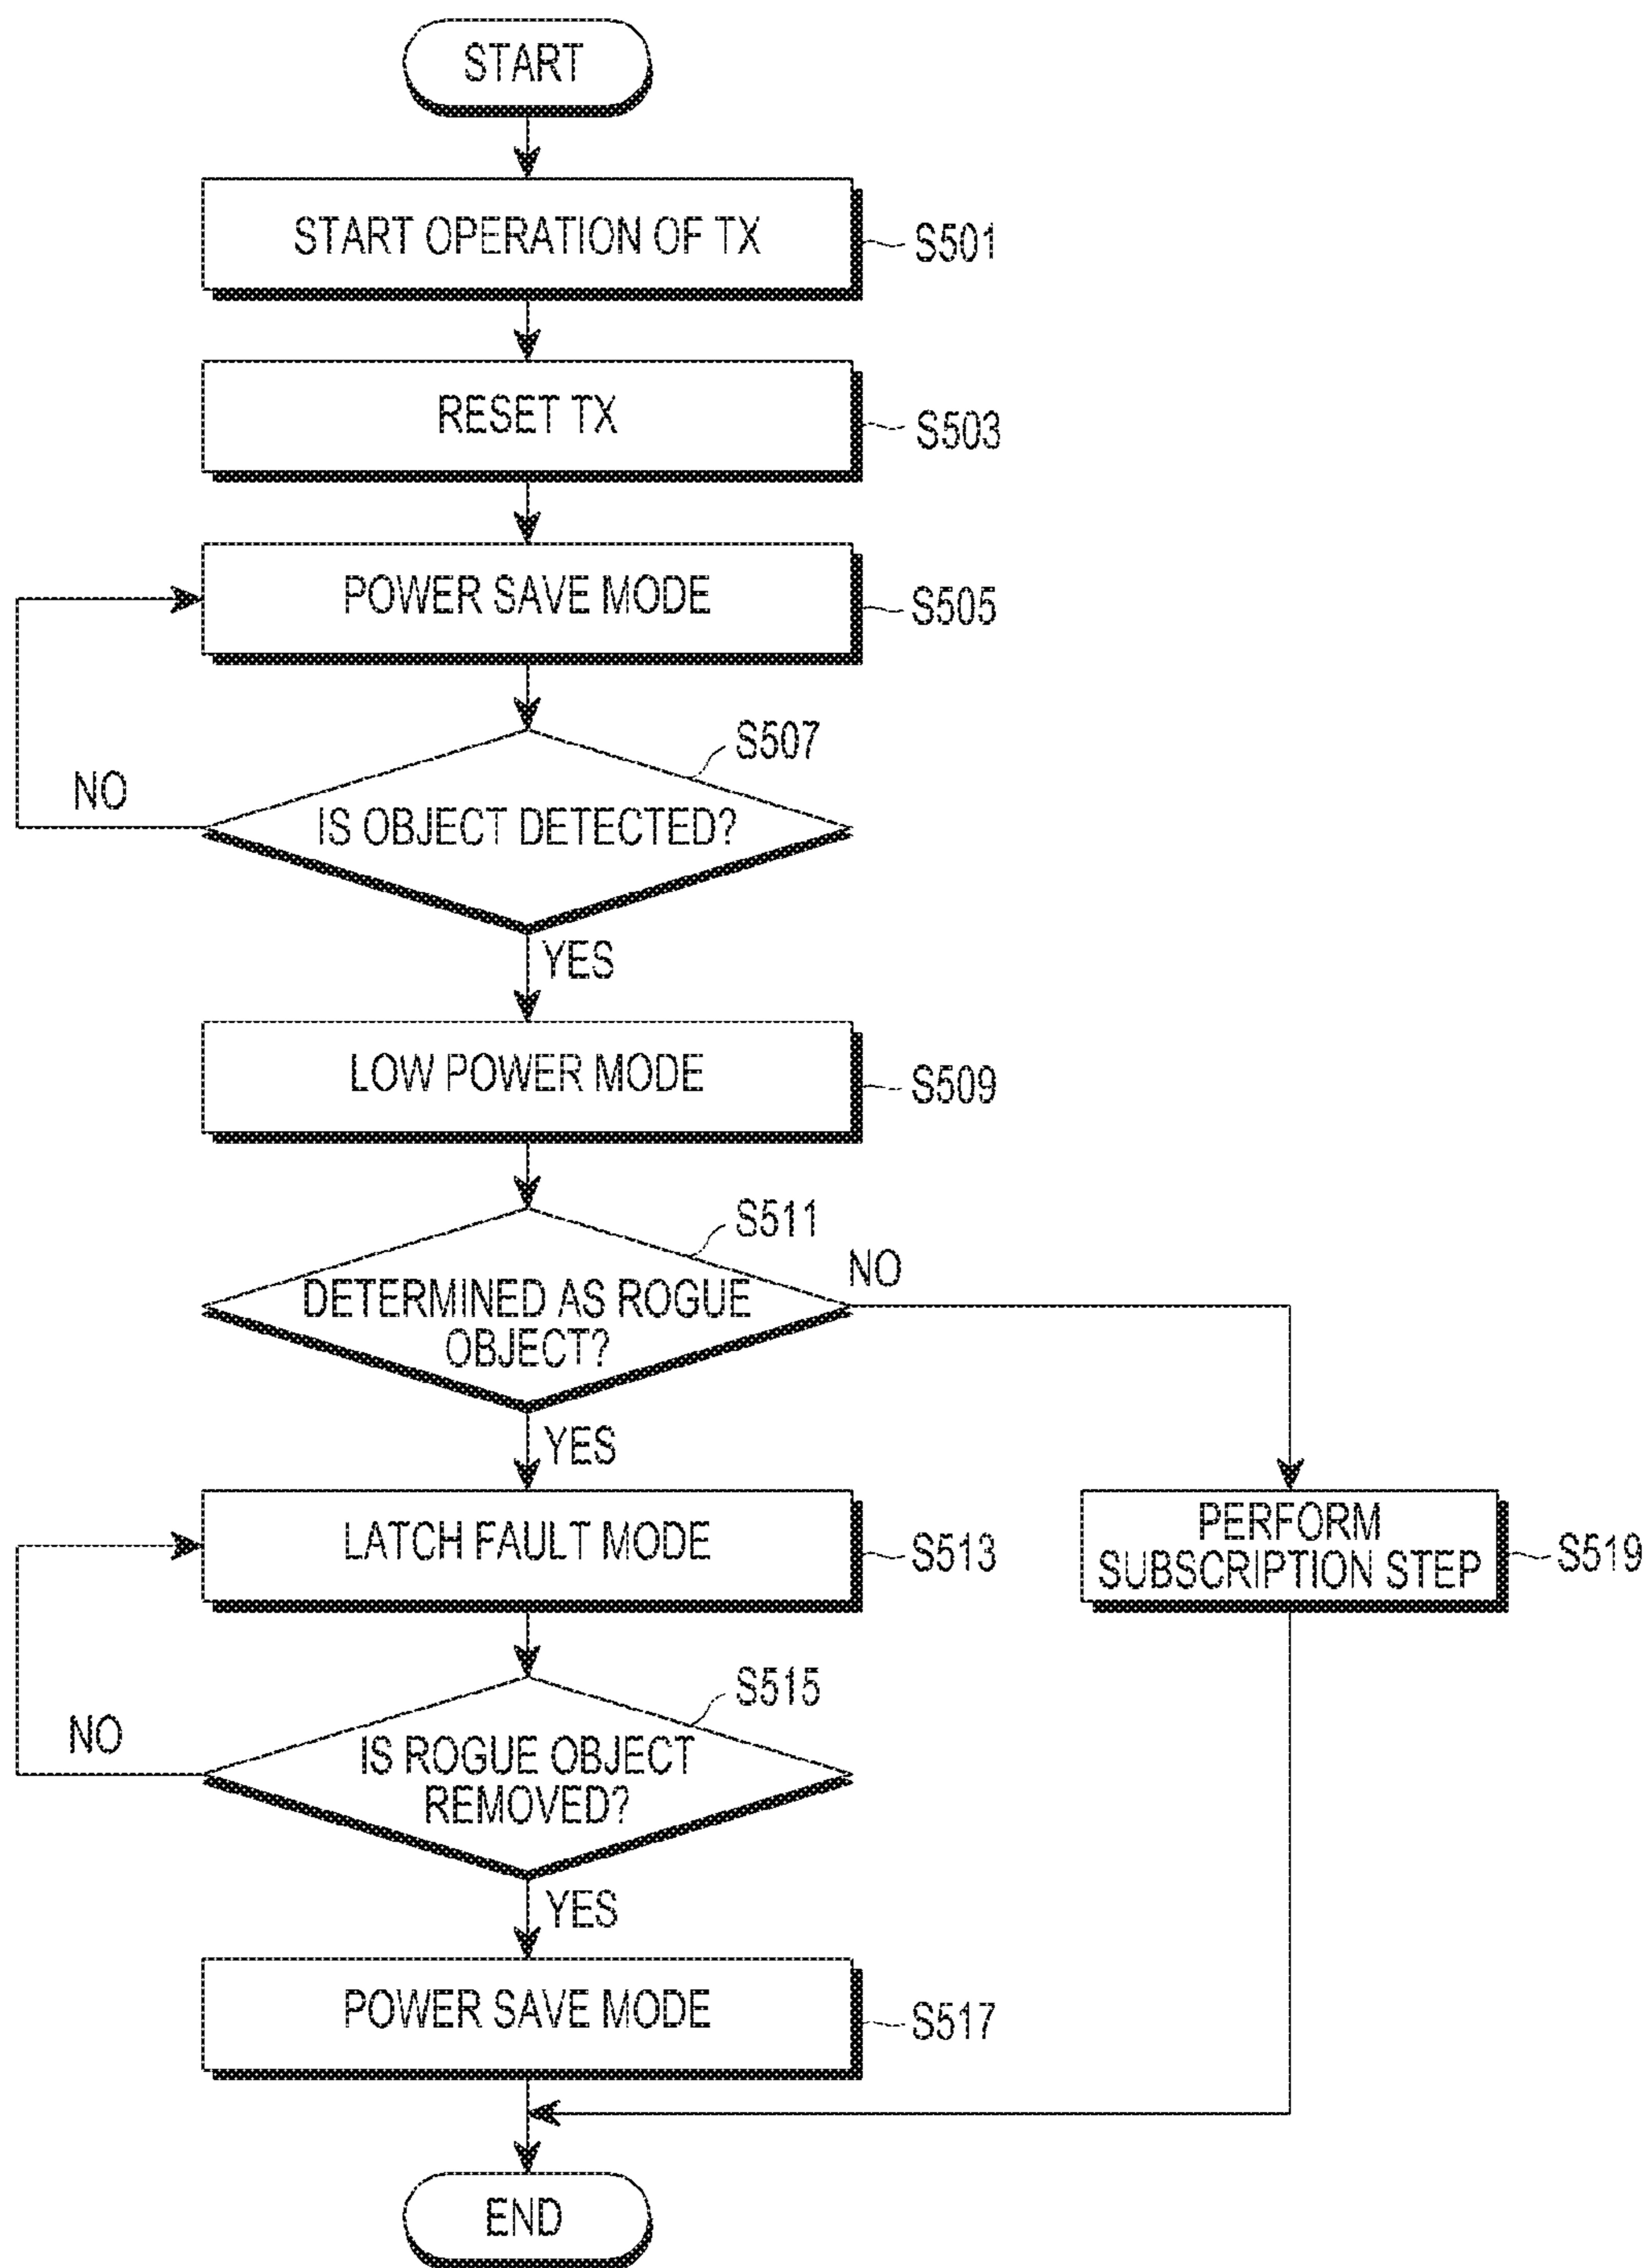 START
START OPERATION OF TX
S501
RESET TX
S503
POWER SAVE MODE
S505
S507
NO
IS OBJECT DETECTED?
YES
LOW POWER MODE
S509
S511
NO
DETERMINED AS ROGUE
OBJECT?
YES
LATCH FAULT MODE
S513
PERFORM
SUBSCRIPTION STEP
S519
S515
NO
IS ROGUE OBJECT
REMOVED?
YES
POWER SAVE MODE
S517
END